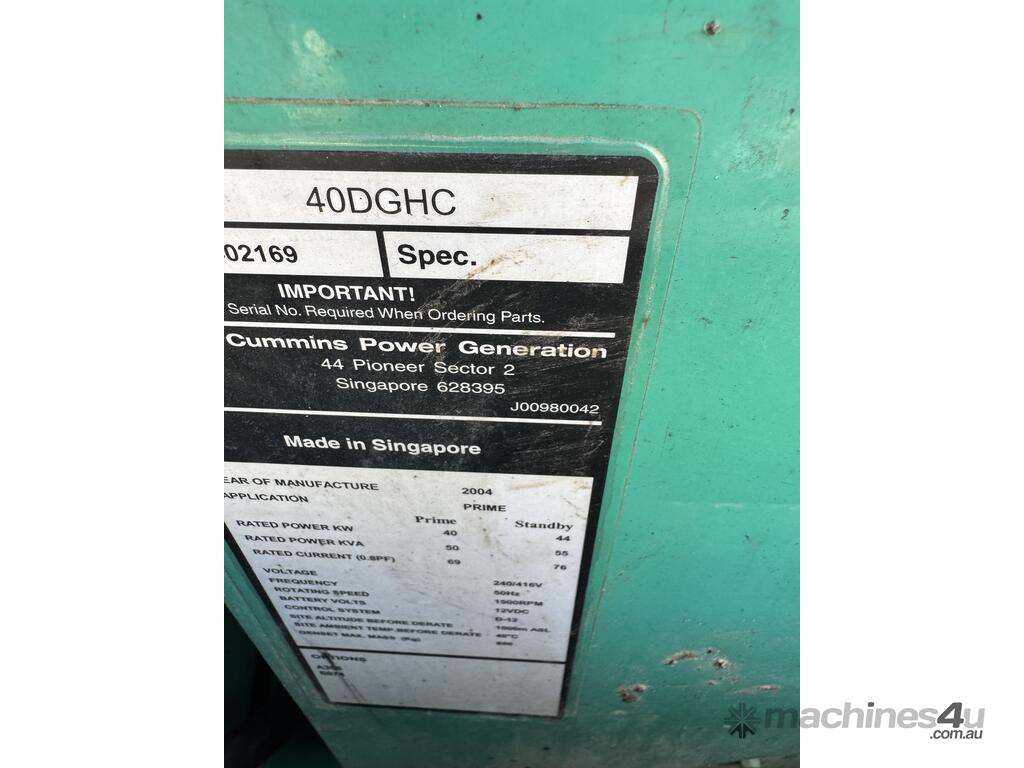 40DGHC
02169
Spec.
IMPORTANT!
Serial No. Required When Ordering Parts.
Cummins Power Generation
44 Pioneer Sector 2
Singapore 628395
J00980042
Made in Singapore
EAR OF MANUFACTURE 2004
APPLICATION PRIME
Prime Standby
RATED POWER KW 40 44
RATED POWER KVA 50 55
RATED CURRENT (0.8PF) 69 76
VOLTAGE 240/416V
FREQUENCY 50Hz
ROTATING SPEED 1500RPM
BATTERY VOLTS 12VDC
CONTROL SYSTEM D-12
SITE ALTITUDE BEFORE DERATE 1000m ASL
SITE AMBIENT TEMP. BEFORE DERATE 40°C
GENSET MAX. MASS (Kg)
OPTIONS
machines4u
.com.au